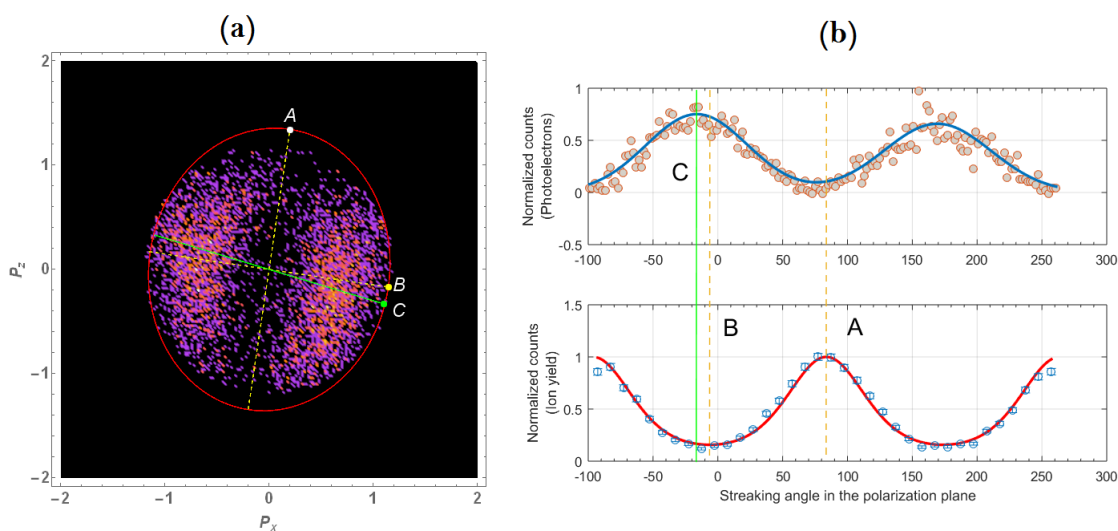 (a)
A
B
C
P_z
P_x
2
1
0
−1
−2
−2
−1
0
1
2
(b)
Normalized counts
(Photoelectrons)
1
0.5
0
-0.5
C
-100
-50
0
50
100
150
200
250
300
Normalized counts
(Ion yield)
1.5
1
0.5
0
B
A
-100
-50
0
50
100
150
200
250
300
Streaking angle in the polarization plane